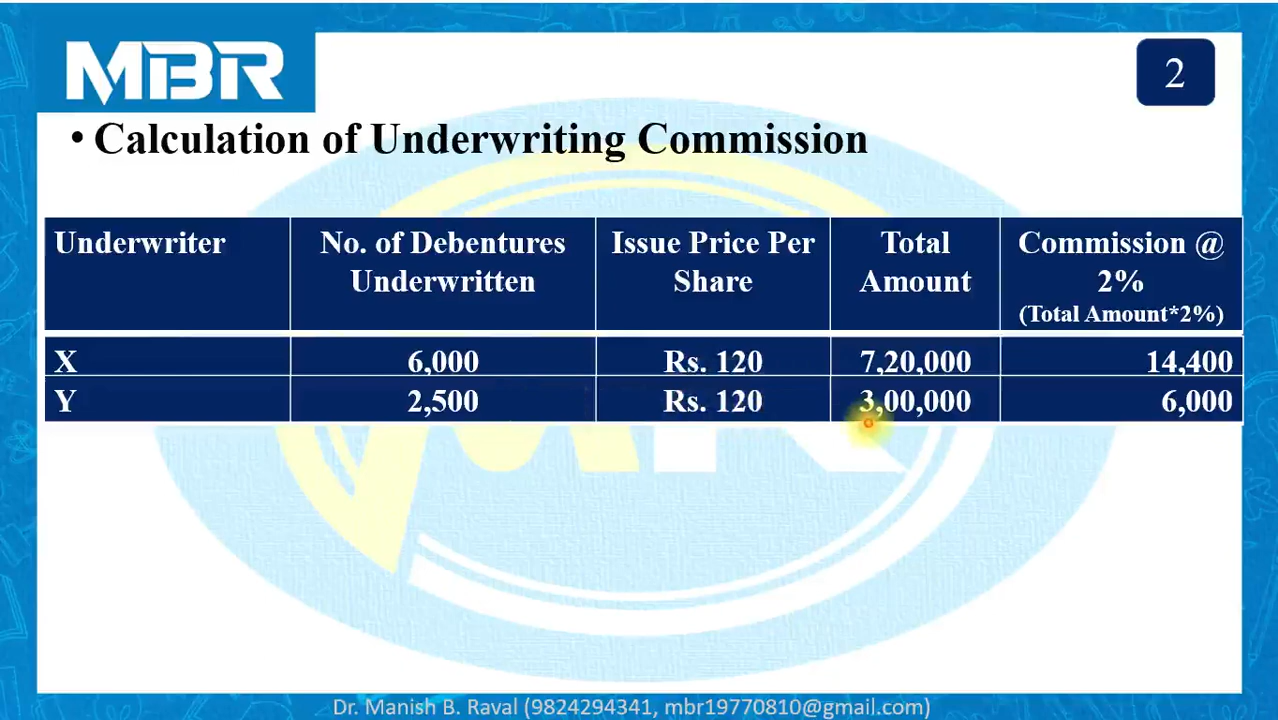 MBR
2
• Calculation of Underwriting Commission
Underwriter No. of Debentures Underwritten Issue Price Per Share Total Amount Commission @ 2% (Total Amount*2%)
X 6,000 Rs. 120 7,20,000 14,400
Y 2,500 Rs. 120 3,00,000 6,000
Dr. Manish B. Raval (9824294341, mbr19770810@gmail.com)